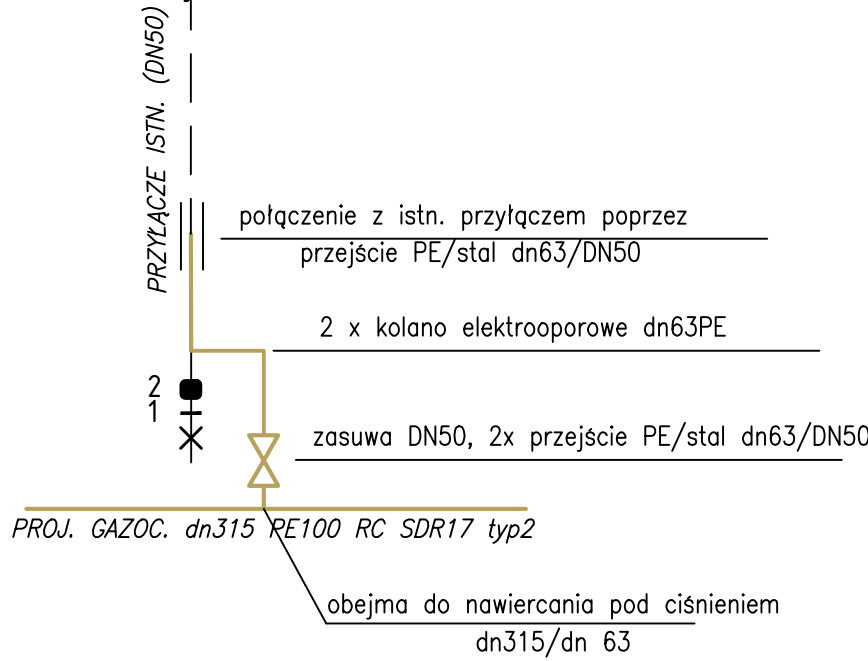 PRZYŁĄCZE ISTN. (DN50)
połączenie z istn. przyłączem poprzez
przejście PE/stal dn63/DN50
2 x kolano elektrooporowe dn63PE
2
1
zasuwa DN50, 2x przejście PE/stal dn63/DN50
PROJ. GAZOC. dn315 PE100 RC SDR17 typ2
obejma do nawiercania pod ciśnieniem
dn315/dn 63